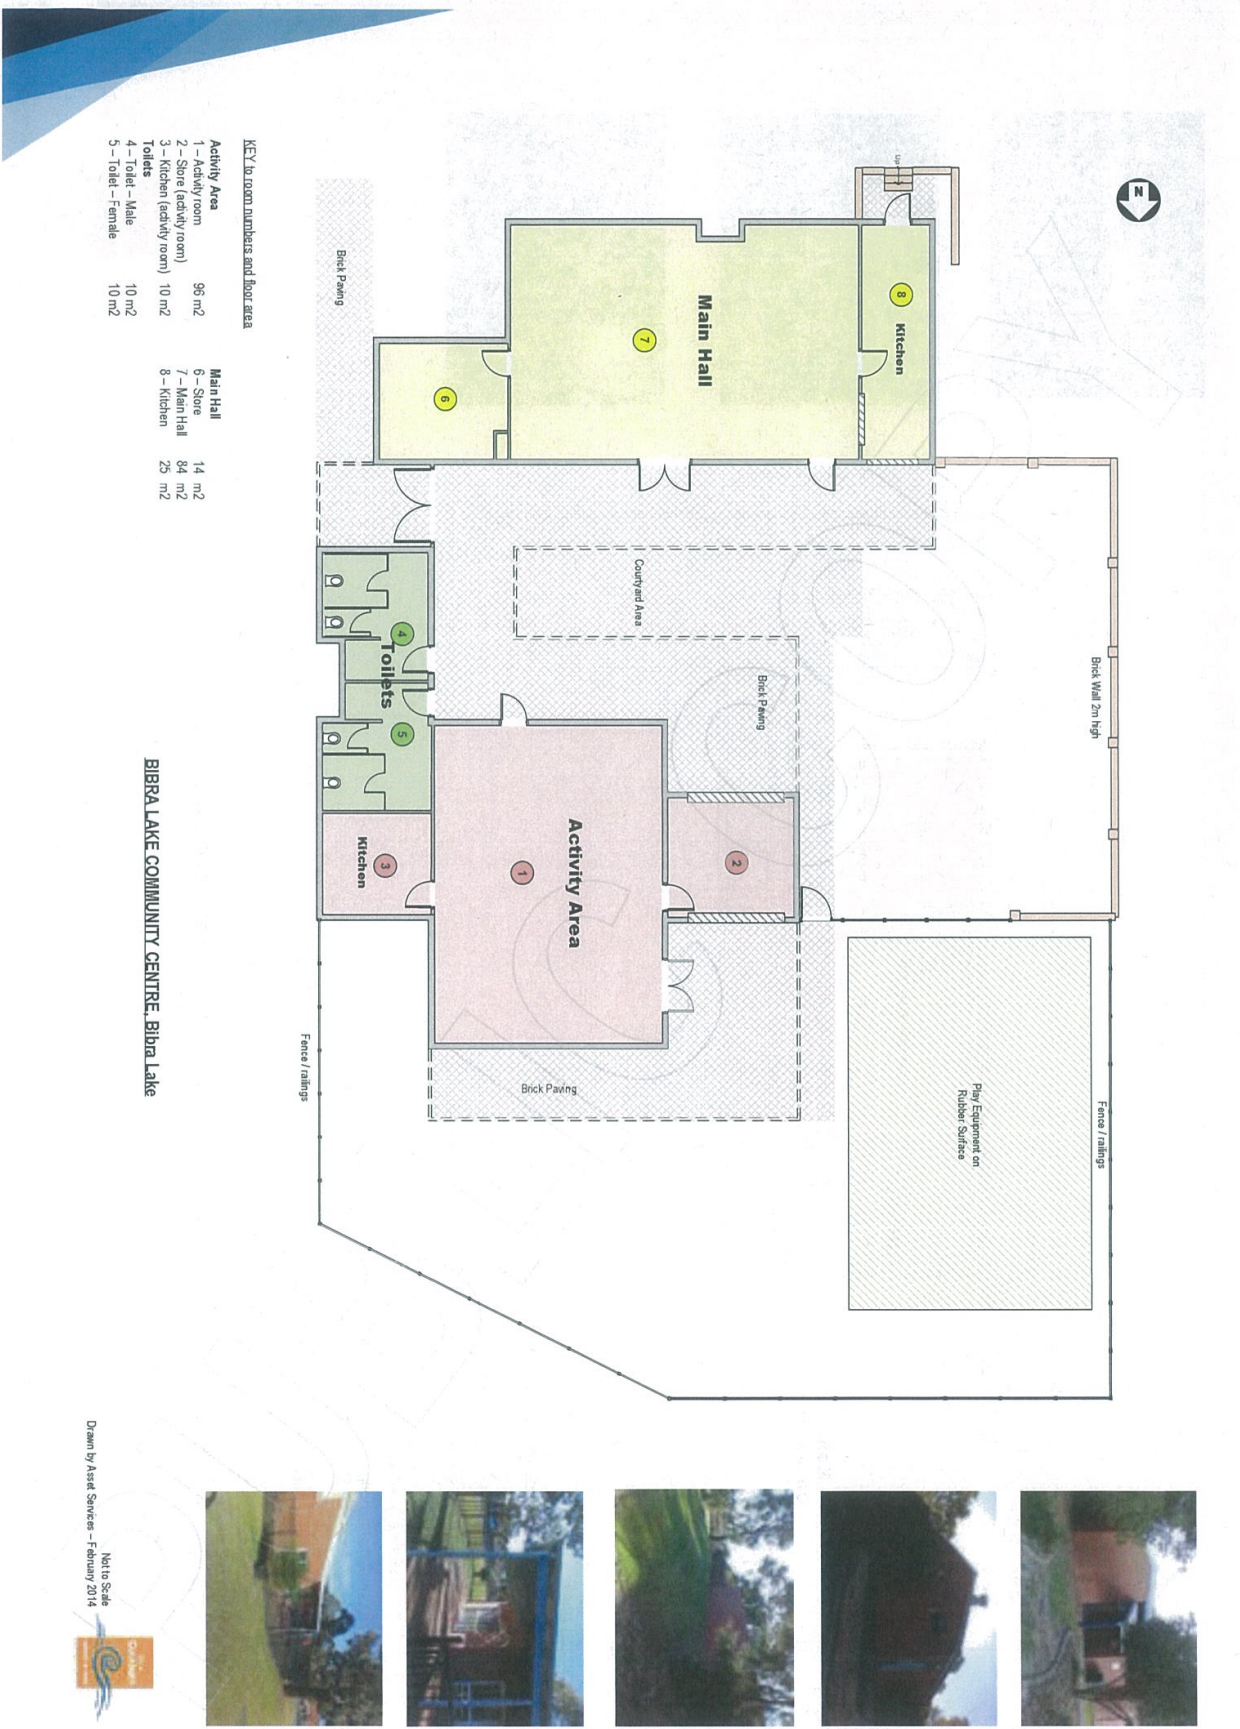 N
Up
8
Kitchen
Main Hall
7
6
Brick Paving
Courtyard Area
Brick Paving
Brick Wall 2m high
4
Toilets
5
3
Kitchen
Activity Area
1
2
Brick Paving
Fence / railings
Fence / railings
Play Equipment on
Rubber Surface
KEY to room numbers and floor area
Activity Area
1 – Activity room 96 m2
2 – Store (activity room)
3 – Kitchen (activity room) 10 m2
Toilets
4 – Toilet – Male 10 m2
5 – Toilet – Female 10 m2
Main Hall
6 – Store 14 m2
7 – Main Hall 84 m2
8 – Kitchen 25 m2
BIBRA LAKE COMMUNITY CENTRE, Bibra Lake
Not to Scale
Drawn by Asset Services – February 2014